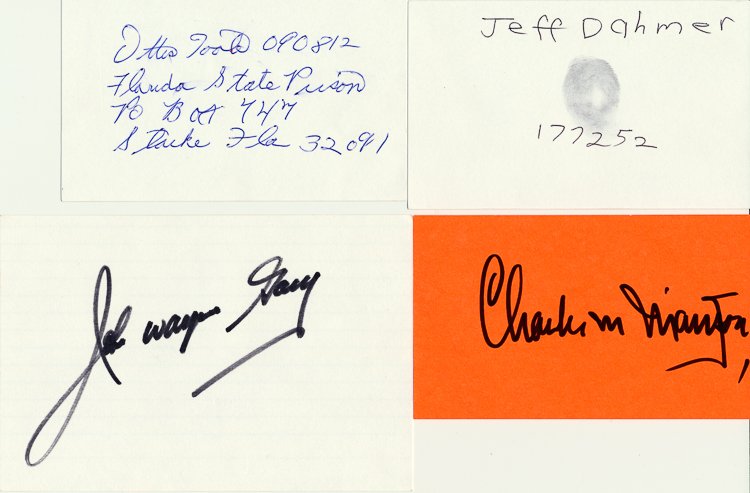 Ottis Toole 090812
Florida State Prison
PO Box 747
Starke Fla 32091
Jeff Dahmer
177252
John Wayne Gacy
Charles m Manson